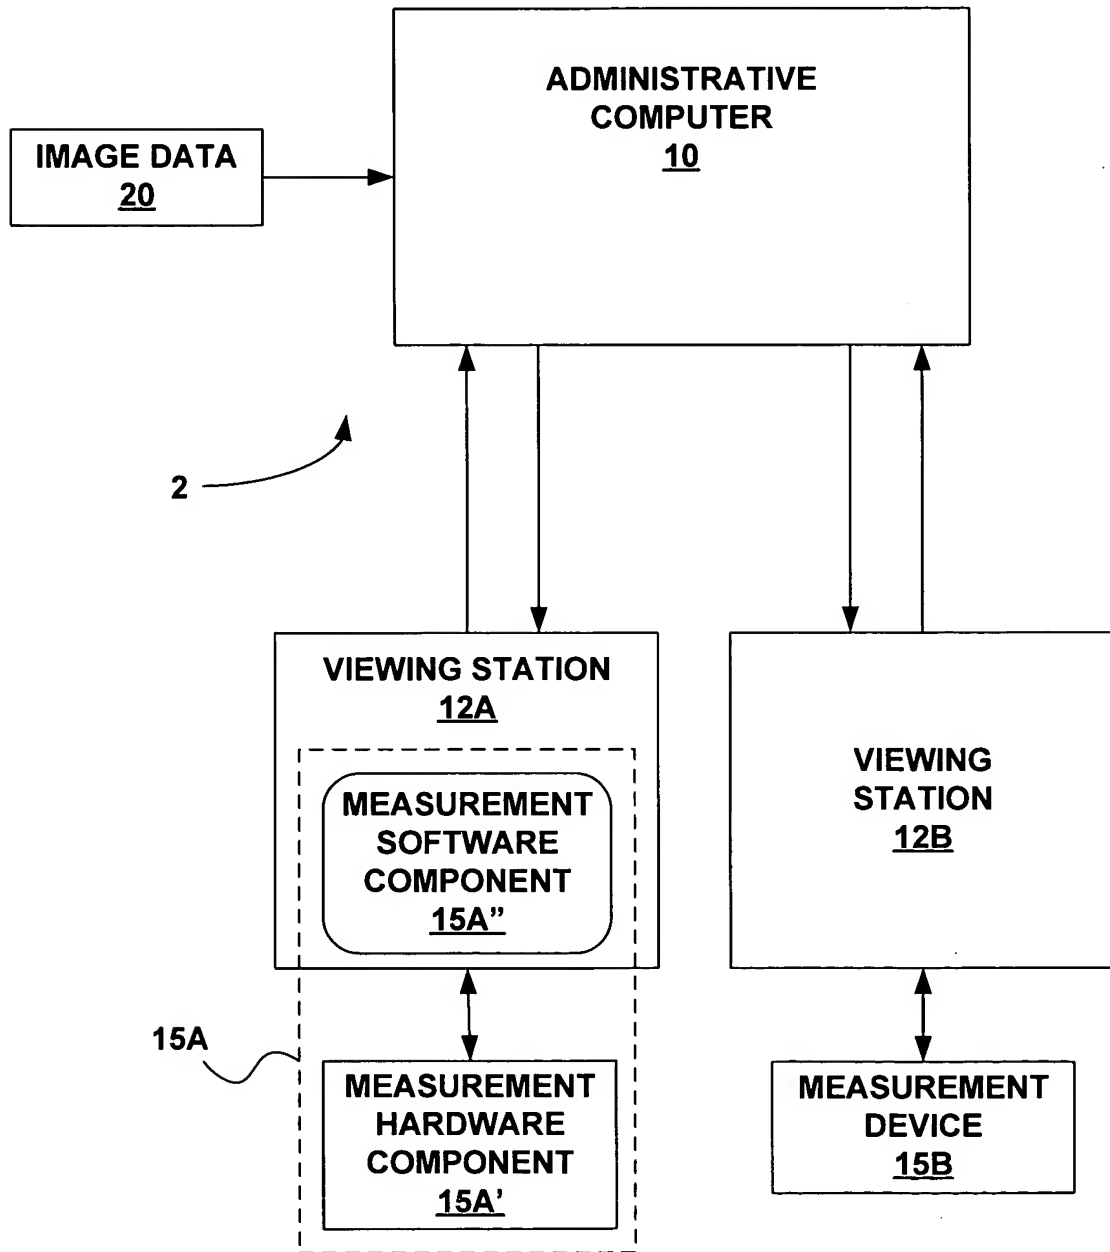 ADMINISTRATIVE
COMPUTER
10
IMAGE DATA
20
2
VIEWING STATION
12A
MEASUREMENT
SOFTWARE
COMPONENT
15A”
VIEWING
STATION
12B
15A
MEASUREMENT
HARDWARE
COMPONENT
15A’
MEASUREMENT
DEVICE
15B